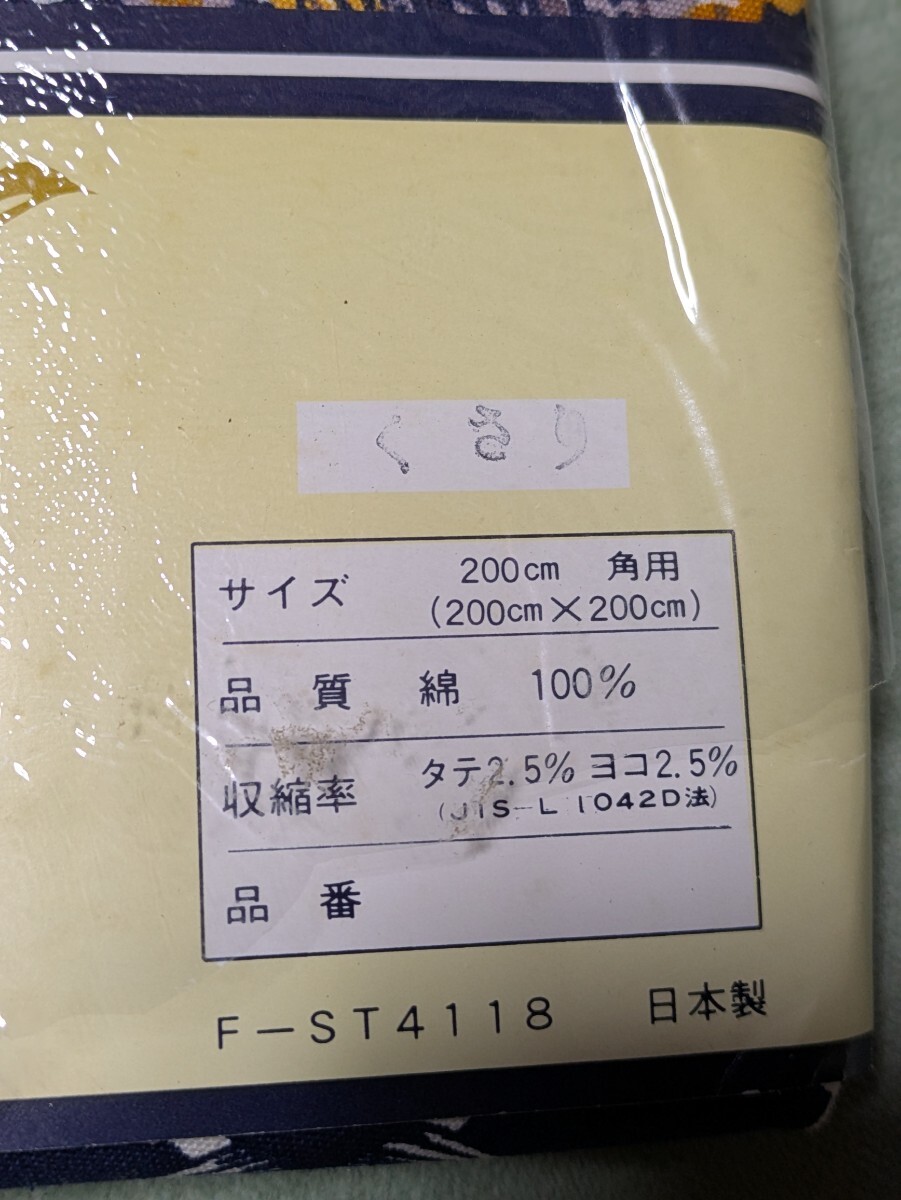 くさり
サイズ 200cm 角用
(200cm×200cm)
品 質 綿 100%
収縮率 タテ2.5% ヨコ2.5%
(JIS-L 1042D法)
品 番
F-ST4118 日本製